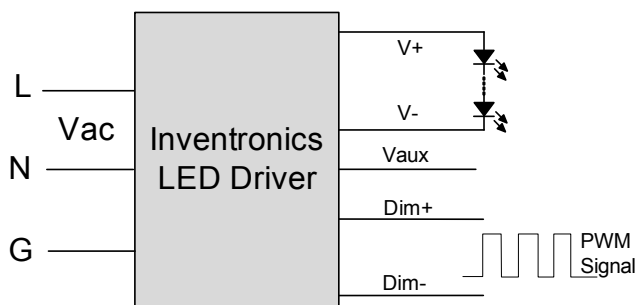 L
Vac
N
G
Inventronics
LED Driver
V+
V-
Vaux
Dim+
Dim-
PWM
Signal